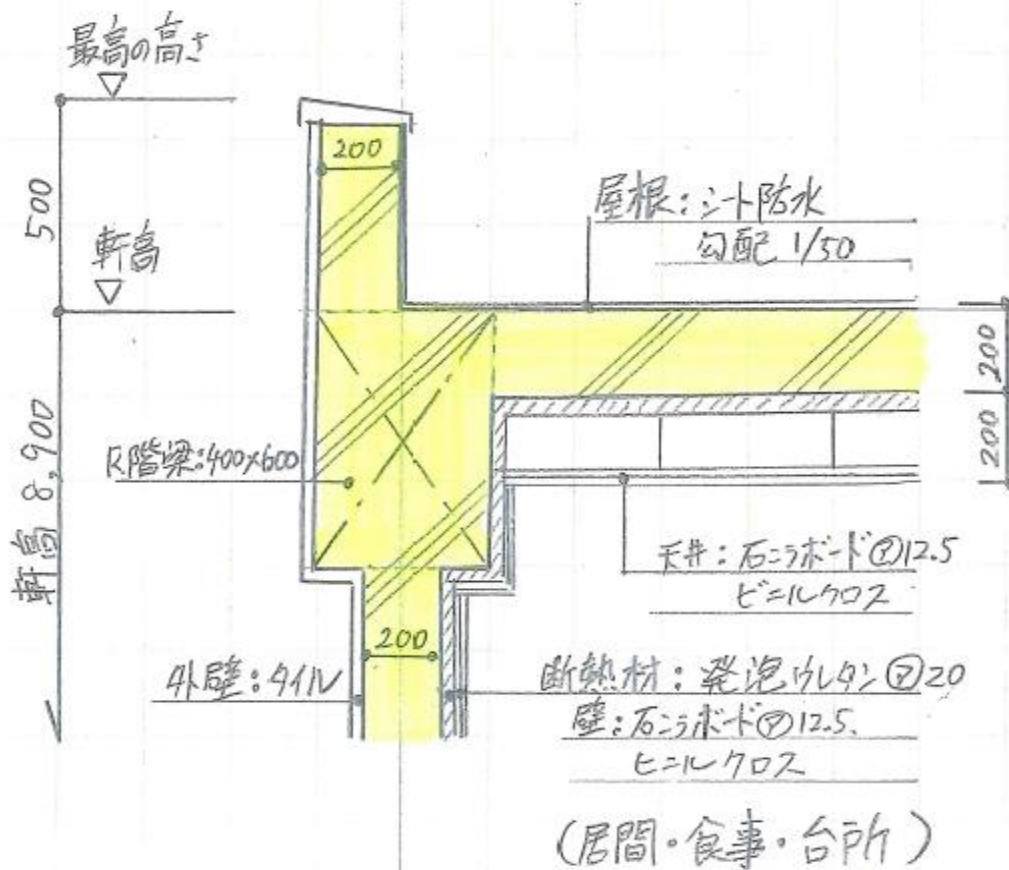 最高の高さ
500
軒高
軒高 8,900
200
屋根：シート防水
勾配 1/50
200
200
R階梁：400×600
天井：石こうボード㋐12.5
ビニルクロス
200
外壁：タイル
断熱材：発泡ウレタン㋐20
壁：石こうボード㋐12.5.
ビニルクロス
(居間・食事・台所)